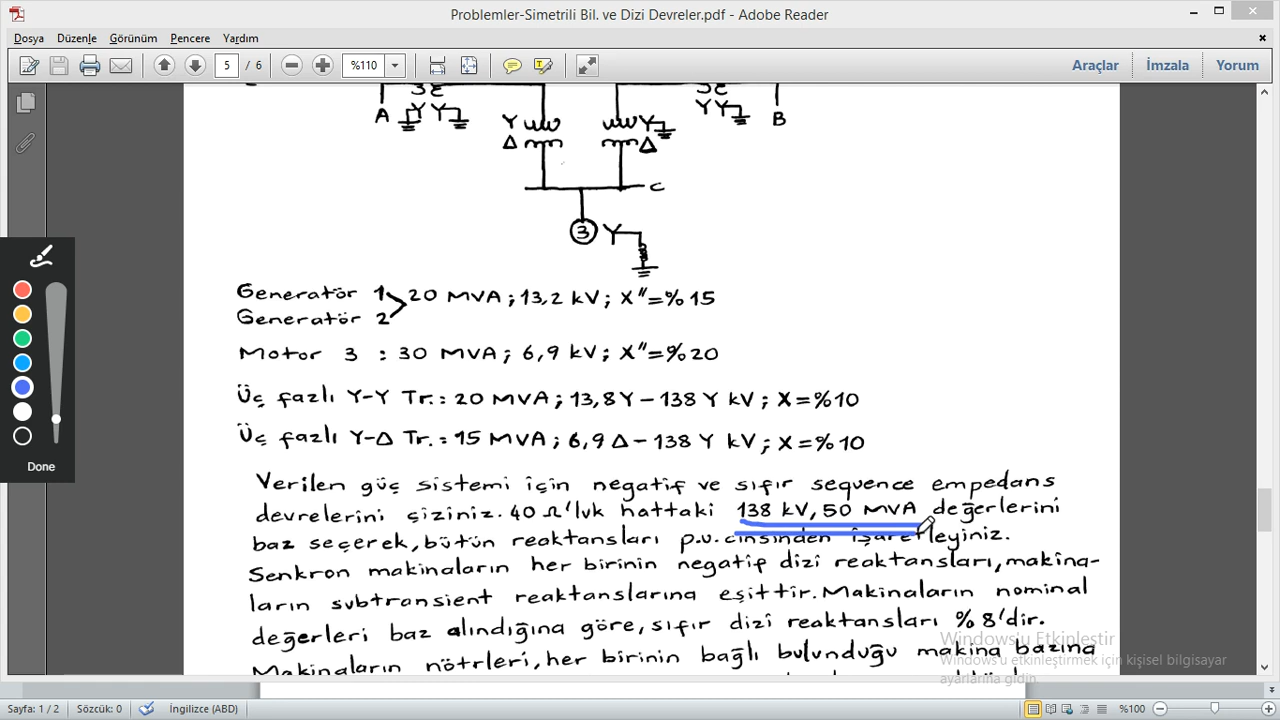 Problemler-Simetrili Bil. ve Dizi Devreler.pdf - Adobe Reader
Dosya Düzenle Görünüm Pencere Yardım
5 / 6 %110 Araçlar İmzala Yorum
A Y Y Y Y Y Y B
Δ Δ
C
3 Y
Generatör 1
20 MVA ; 13,2 kV ; X"=%15
Generatör 2
Motor 3 : 30 MVA ; 6,9 kV ; X"=%20
Üç fazlı Y-Y Tr.: 20 MVA ; 13,8Y - 138 Y kV ; X=%10
Üç fazlı Y-Δ Tr.: 15 MVA ; 6,9 Δ - 138 Y kV ; X=%10
Verilen güç sistemi için negatif ve sıfır sequence empedans
devrelerini çiziniz. 40 Ω'luk hattaki 138 kV, 50 MVA değerlerini
baz seçerek, bütün reaktansları p.u. cinsinden işaretleyiniz.
Senkron makinaların her birinin negatif dizi reaktansları, makina-
ların subtransient reaktanslarına eşittir. Makinaların nominal
değerleri baz alındığına göre, sıfır dizi reaktansları %8'dir.
Makinaların nötrleri, her birinin bağlı bulunduğu makina bazına
Done
Windows'u Etkinleştir
Windows'u etkinleştirmek için kişisel bilgisayar
ayarlarına gidin.
Sayfa: 1 / 2 Sözcük: 0 İngilizce (ABD) %100